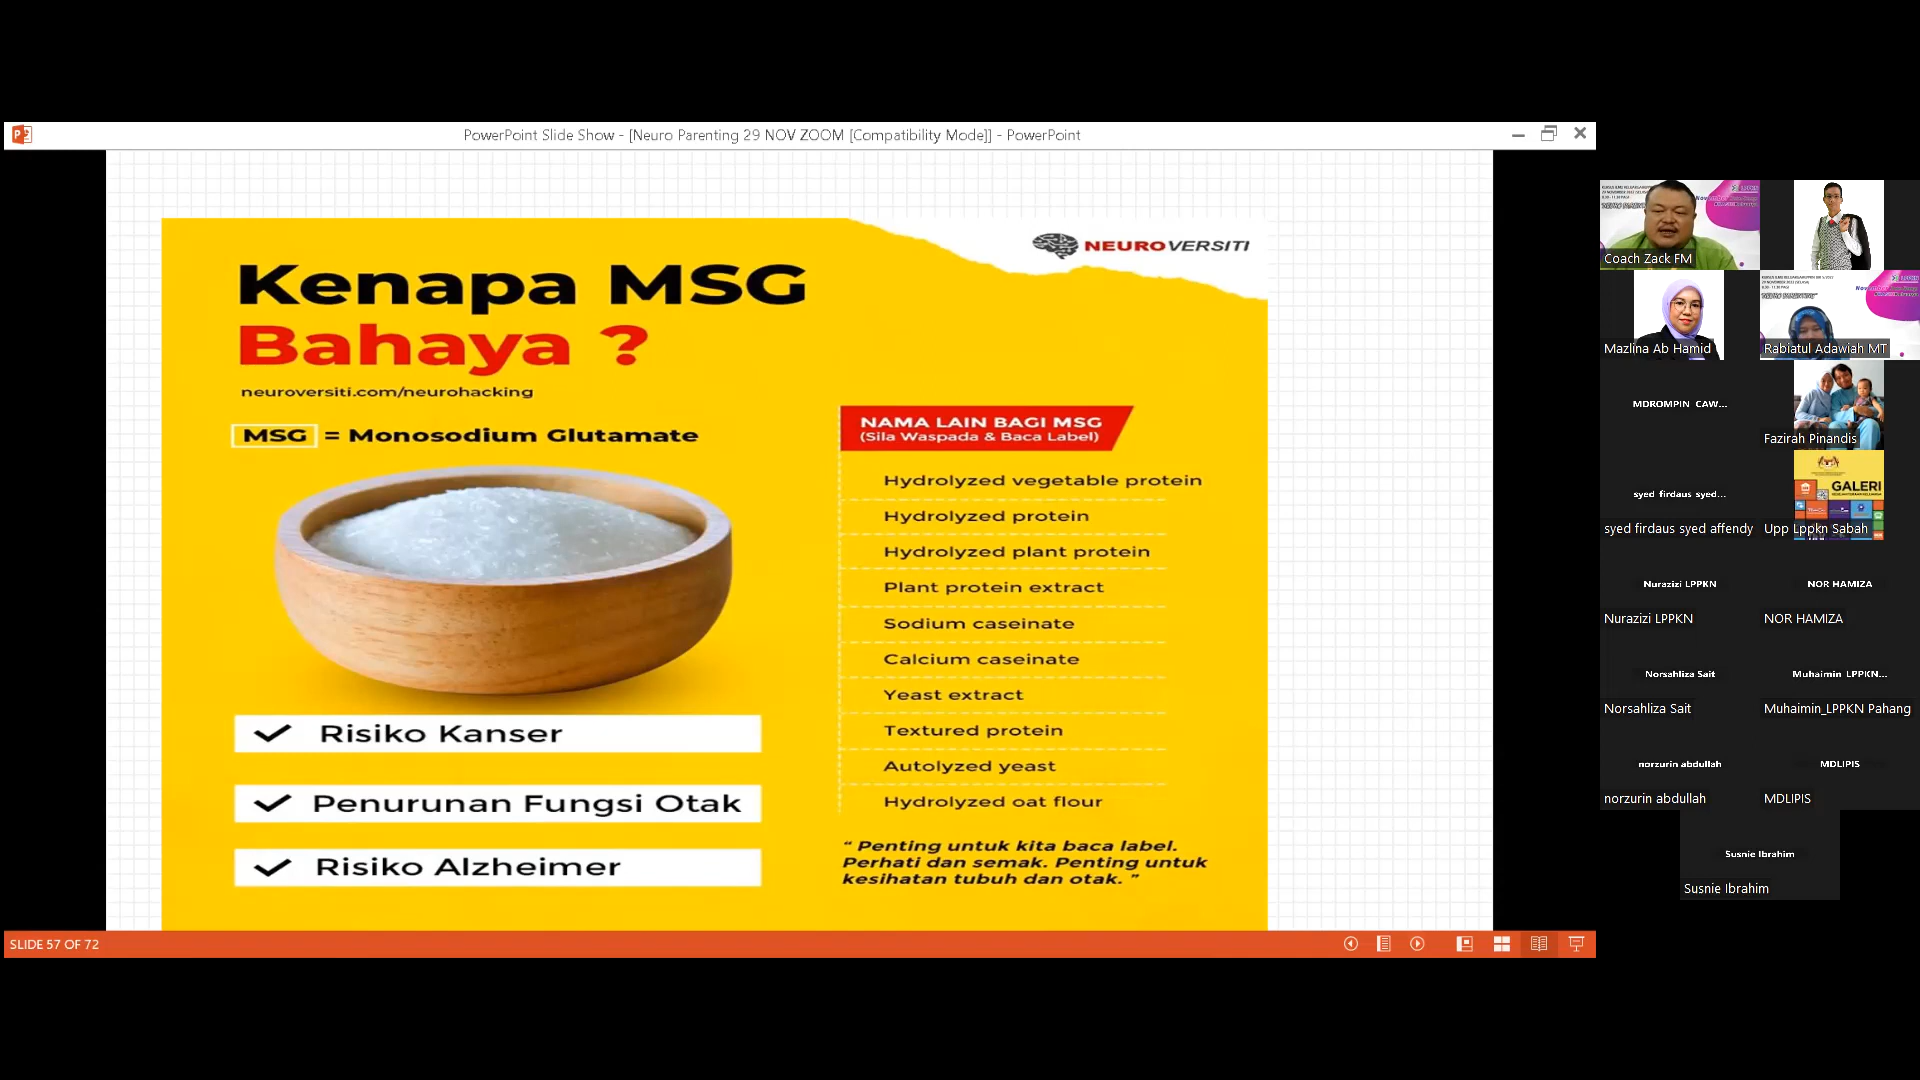 PowerPoint Slide Show - [Neuro Parenting 29 NOV ZOOM [Compatibility Mode]] - PowerPoint
NEUROVERSITI
Kenapa MSG
Bahaya ?
neuroversiti.com/neurohacking
MSG = Monosodium Glutamate
Risiko Kanser
Penurunan Fungsi Otak
Risiko Alzheimer
NAMA LAIN BAGI MSG
(Sila Waspada & Baca Label)
Hydrolyzed vegetable protein
Hydrolyzed protein
Hydrolyzed plant protein
Plant protein extract
Sodium caseinate
Calcium caseinate
Yeast extract
Textured protein
Autolyzed yeast
Hydrolyzed oat flour
“ Penting untuk kita baca label.
Perhati dan semak. Penting untuk
kesihatan tubuh dan otak. ”
SLIDE 57 OF 72
Coach Zack FM
Mazlina Ab Hamid
Rabiatul Adawiah MT
MDROMPIN CAW...
Fazirah Pinandis
syed firdaus syed...
syed firdaus syed affendy
GALERI
Upp Lppkn Sabah
Nurazizi LPPKN
Nurazizi LPPKN
NOR HAMIZA
NOR HAMIZA
Norsahliza Sait
Norsahliza Sait
Muhaimin LPPKN...
Muhaimin_LPPKN Pahang
norzurin abdullah
norzurin abdullah
MDLIPIS
MDLIPIS
Susnie Ibrahim
Susnie Ibrahim